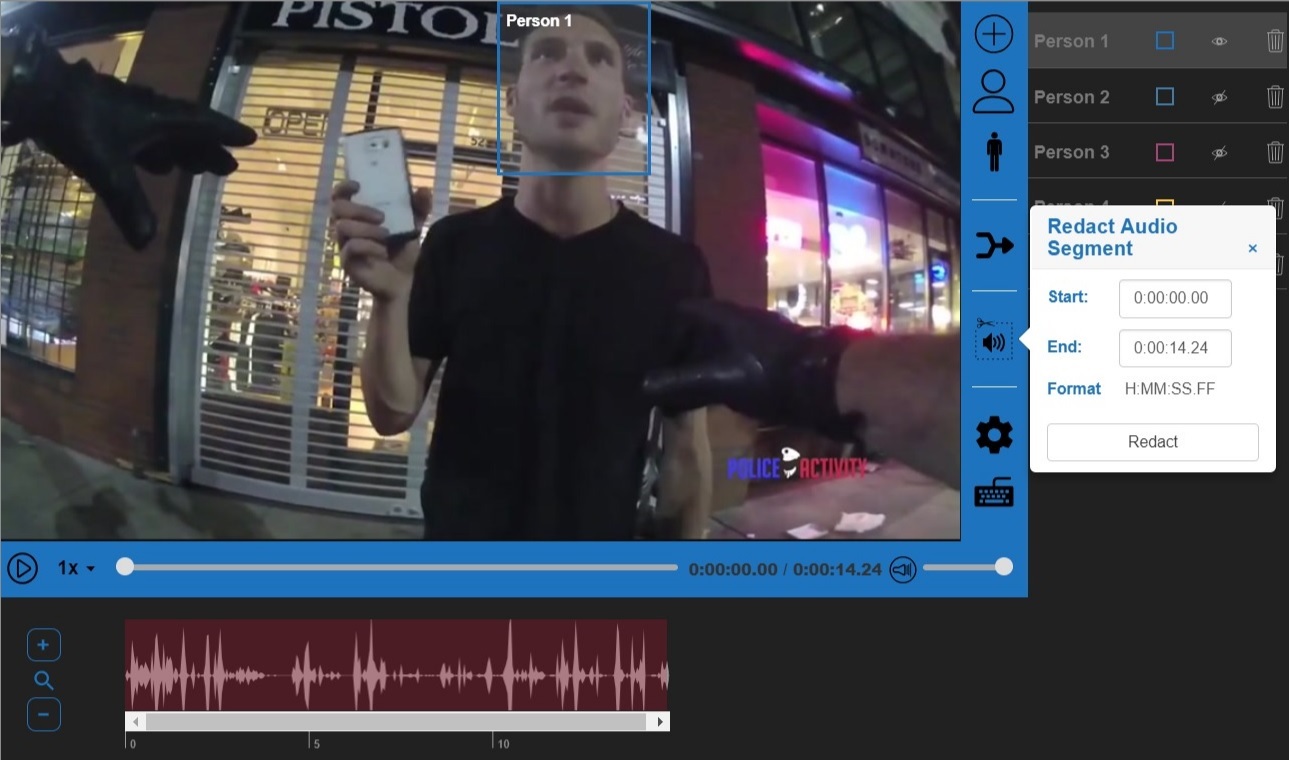 PISTOL
Person 1
OPEN
52
POLICE ACTIVITY
Person 1
Person 2
Person 3
Person 4
Redact Audio
Segment
×
Start:
0:00:00.00
End:
0:00:14.24
Format
H:MM:SS.FF
Redact
1x
0:00:00.00 / 0:00:14.24
0
5
10